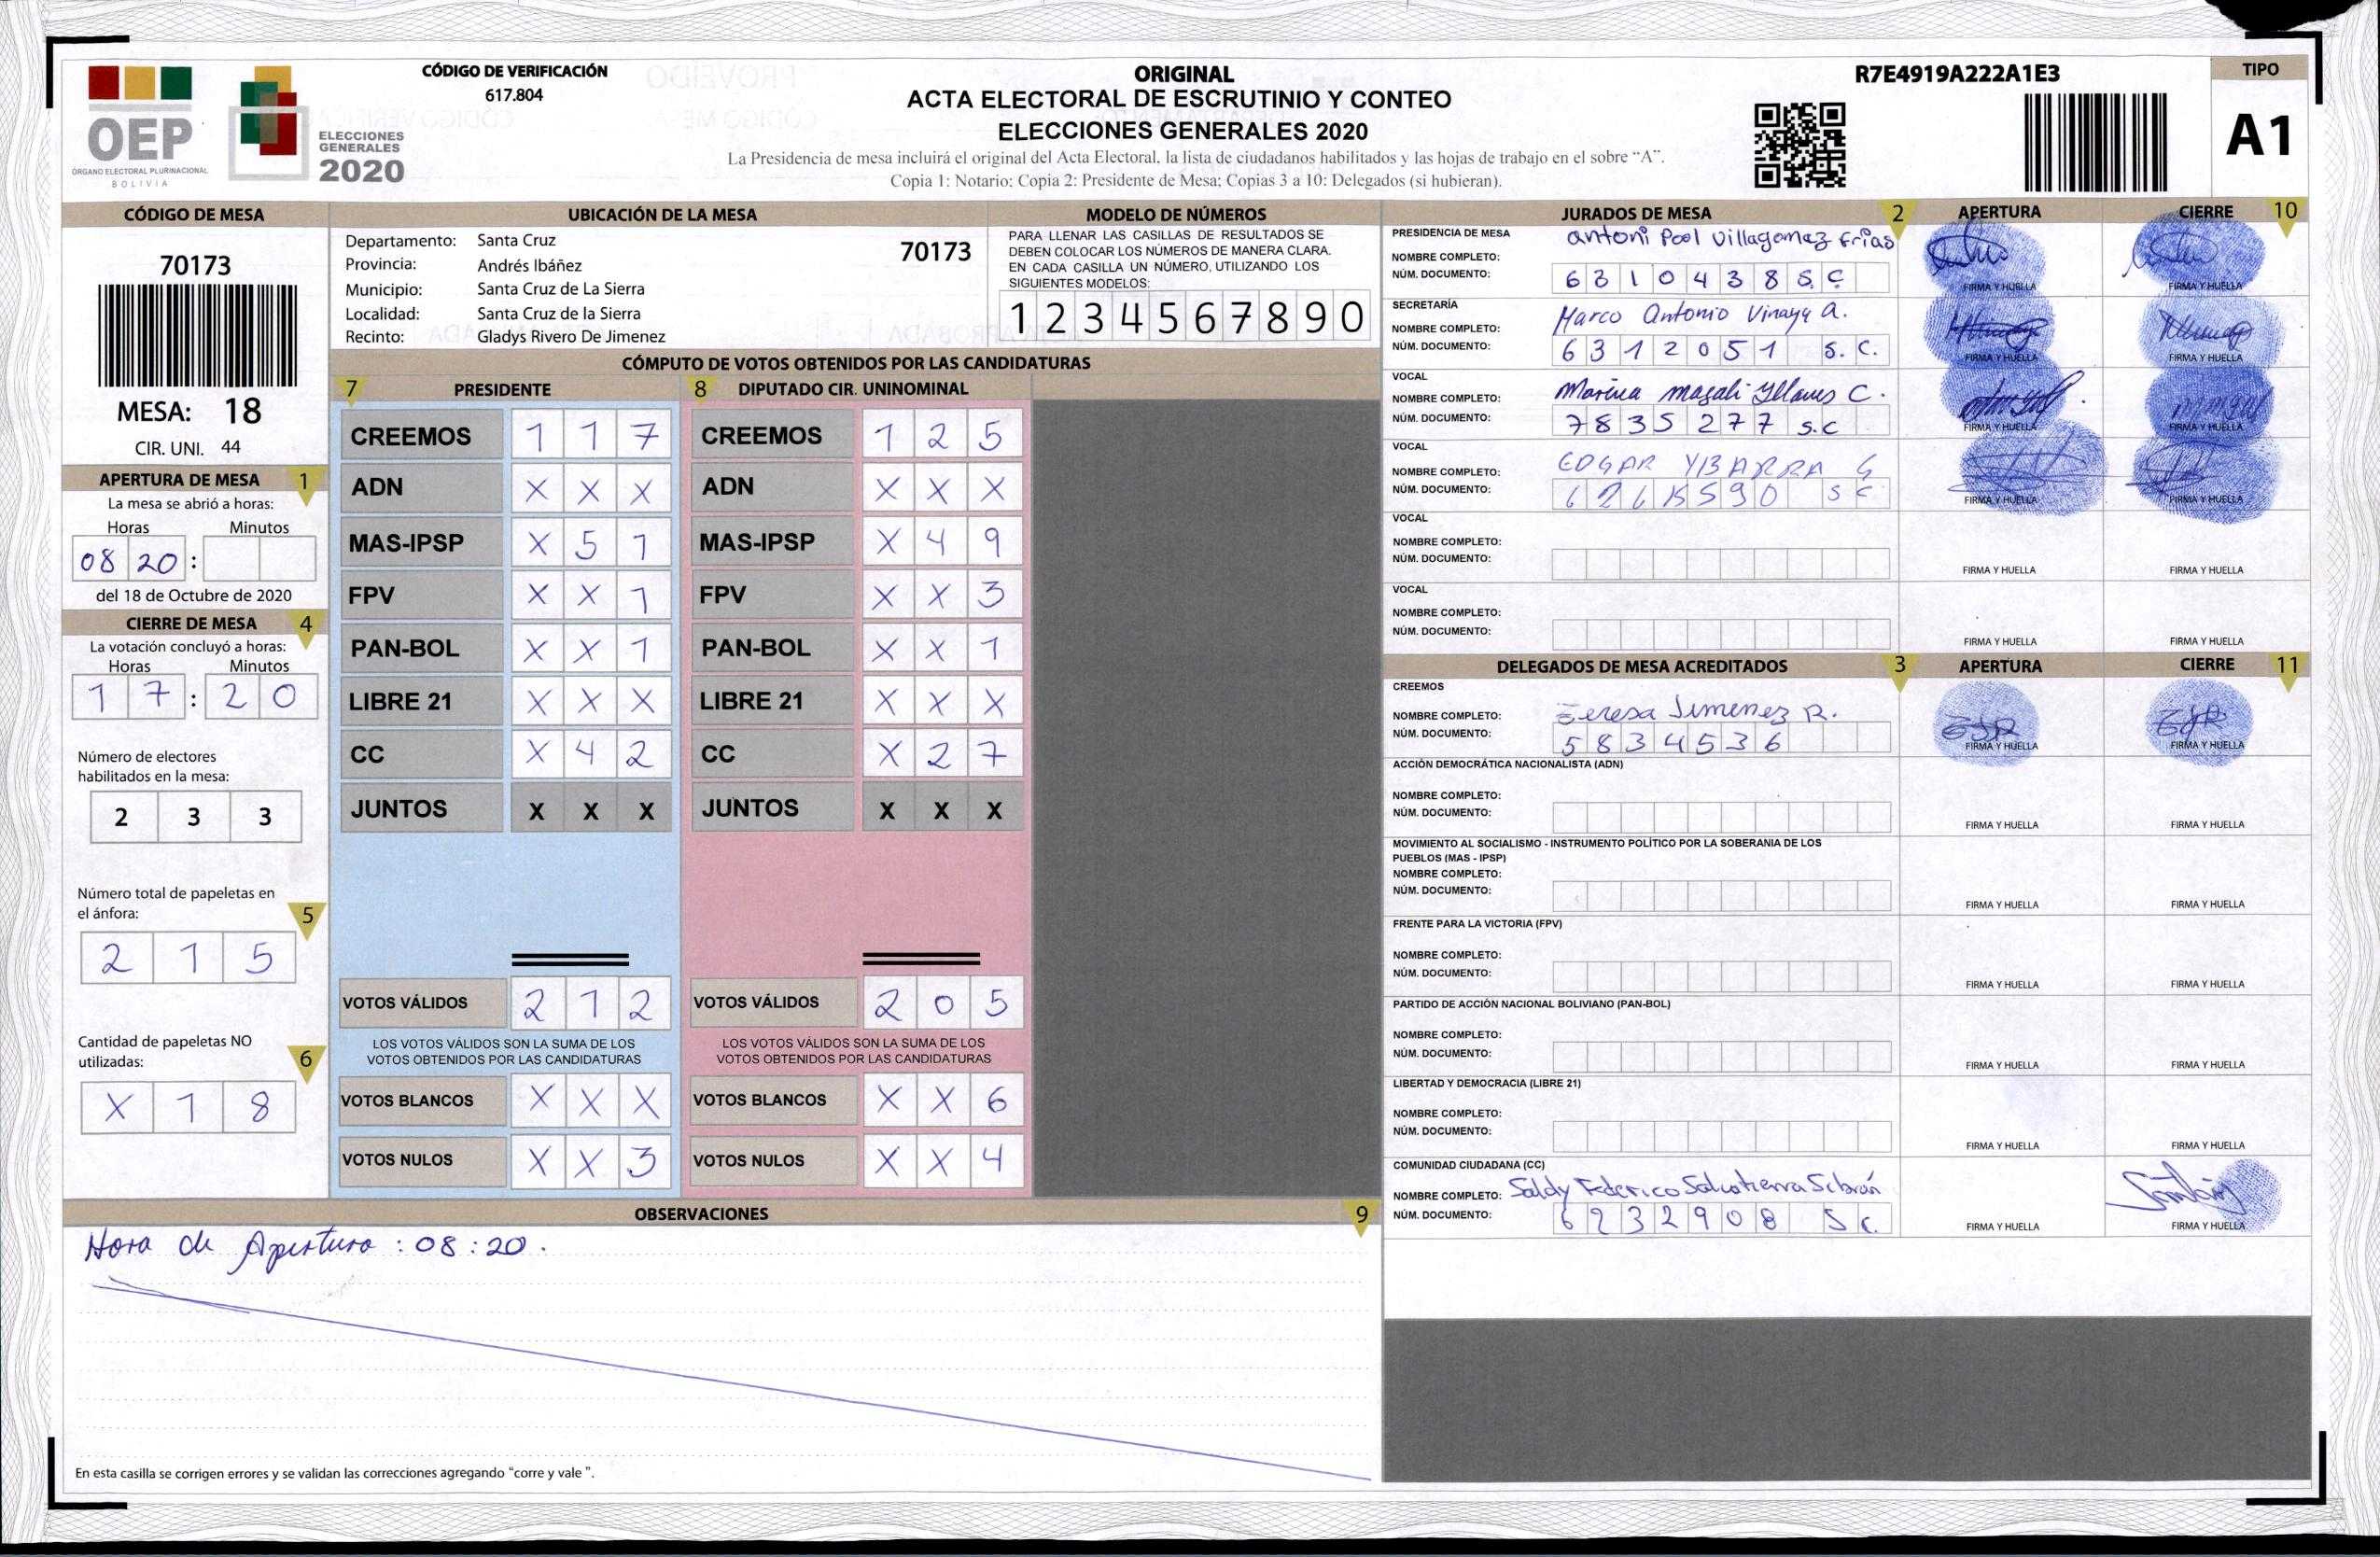 CÓDIGO DE VERIFICACIÓN
617.804
ORIGINAL
ACTA ELECTORAL DE ESCRUTINIO Y CONTEO
ELECCIONES GENERALES 2020
La Presidencia de mesa incluirá el original del Acta Electoral, la lista de ciudadanos habilitados y las hojas de trabajo en el sobre "A".
Copia 1: Notario; Copia 2: Presidente de Mesa; Copias 3 a 10: Delegados (si hubieran).
R7E4919A222A1E3
TIPO
A1
OEP
ÓRGANO ELECTORAL PLURINACIONAL
BOLIVIA
ELECCIONES
GENERALES
2020
CÓDIGO DE MESA
70173
MESA: 18
CIR. UNI. 44
APERTURA DE MESA 1
La mesa se abrió a horas:
Horas Minutos
08 20 :
del 18 de Octubre de 2020
CIERRE DE MESA 4
La votación concluyó a horas:
Horas Minutos
1 7 : 2 0
Número de electores
habilitados en la mesa:
2 3 3
Número total de papeletas en
el ánfora: 5
2 1 5
Cantidad de papeletas NO
utilizadas: 6
X 1 8
UBICACIÓN DE LA MESA
Departamento: Santa Cruz 70173
Provincia: Andrés Ibáñez
Municipio: Santa Cruz de La Sierra
Localidad: Santa Cruz de la Sierra
Recinto: Gladys Rivero De Jimenez
MODELO DE NÚMEROS
PARA LLENAR LAS CASILLAS DE RESULTADOS SE
DEBEN COLOCAR LOS NÚMEROS DE MANERA CLARA.
EN CADA CASILLA UN NÚMERO, UTILIZANDO LOS
SIGUIENTES MODELOS:
1 2 3 4 5 6 7 8 9 0
CÓMPUTO DE VOTOS OBTENIDOS POR LAS CANDIDATURAS
7 PRESIDENTE
CREEMOS 1 1 7
ADN X X X
MAS-IPSP X 5 1
FPV X X 1
PAN-BOL X X 1
LIBRE 21 X X X
CC X 4 2
JUNTOS X X X
VOTOS VÁLIDOS 2 1 2
LOS VOTOS VÁLIDOS SON LA SUMA DE LOS
VOTOS OBTENIDOS POR LAS CANDIDATURAS
VOTOS BLANCOS X X X
VOTOS NULOS X X 3
8 DIPUTADO CIR. UNINOMINAL
CREEMOS 1 2 5
ADN X X X
MAS-IPSP X 4 9
FPV X X 3
PAN-BOL X X 1
LIBRE 21 X X X
CC X 2 7
JUNTOS X X X
VOTOS VÁLIDOS 2 0 5
LOS VOTOS VÁLIDOS SON LA SUMA DE LOS
VOTOS OBTENIDOS POR LAS CANDIDATURAS
VOTOS BLANCOS X X 6
VOTOS NULOS X X 4
OBSERVACIONES 9
Hora de Apertura : 08 : 20 .
En esta casilla se corrigen errores y se validan las correcciones agregando "corre y vale ".
JURADOS DE MESA 2 APERTURA CIERRE 10
PRESIDENCIA DE MESA
NOMBRE COMPLETO: Antoni Pool Villagomez Frias
NÚM. DOCUMENTO: 6 3 1 0 4 3 8 S. C
FIRMA Y HUELLA FIRMA Y HUELLA
SECRETARÍA
NOMBRE COMPLETO: Marco Antonio Vinaya A.
NÚM. DOCUMENTO: 6 3 1 2 0 5 1 S. C.
FIRMA Y HUELLA FIRMA Y HUELLA
VOCAL
NOMBRE COMPLETO: Marina Magali Yllanes C.
NÚM. DOCUMENTO: 7 8 3 5 2 7 7 S.C
FIRMA Y HUELLA FIRMA Y HUELLA
VOCAL
NOMBRE COMPLETO: EDGAR YBARRA G
NÚM. DOCUMENTO: S C
FIRMA Y HUELLA FIRMA Y HUELLA
VOCAL
NOMBRE COMPLETO:
NÚM. DOCUMENTO:
FIRMA Y HUELLA FIRMA Y HUELLA
VOCAL
NOMBRE COMPLETO:
NÚM. DOCUMENTO:
FIRMA Y HUELLA FIRMA Y HUELLA
DELEGADOS DE MESA ACREDITADOS 3 APERTURA CIERRE 11
CREEMOS
NOMBRE COMPLETO: Teresa Jimenez R.
NÚM. DOCUMENTO: 5 8 3 4 5 3 6
FIRMA Y HUELLA FIRMA Y HUELLA
ACCIÓN DEMOCRÁTICA NACIONALISTA (ADN)
NOMBRE COMPLETO:
NÚM. DOCUMENTO:
FIRMA Y HUELLA FIRMA Y HUELLA
MOVIMIENTO AL SOCIALISMO - INSTRUMENTO POLÍTICO POR LA SOBERANIA DE LOS
PUEBLOS (MAS - IPSP)
NOMBRE COMPLETO:
NÚM. DOCUMENTO:
FIRMA Y HUELLA FIRMA Y HUELLA
FRENTE PARA LA VICTORIA (FPV)
NOMBRE COMPLETO:
NÚM. DOCUMENTO:
FIRMA Y HUELLA FIRMA Y HUELLA
PARTIDO DE ACCIÓN NACIONAL BOLIVIANO (PAN-BOL)
NOMBRE COMPLETO:
NÚM. DOCUMENTO:
FIRMA Y HUELLA FIRMA Y HUELLA
LIBERTAD Y DEMOCRACIA (LIBRE 21)
NOMBRE COMPLETO:
NÚM. DOCUMENTO:
FIRMA Y HUELLA FIRMA Y HUELLA
COMUNIDAD CIUDADANA (CC)
NOMBRE COMPLETO: Saldy Federico Salvatierra
NÚM. DOCUMENTO: 6 2 3 2 9 0 8 S C.
FIRMA Y HUELLA FIRMA Y HUELLA